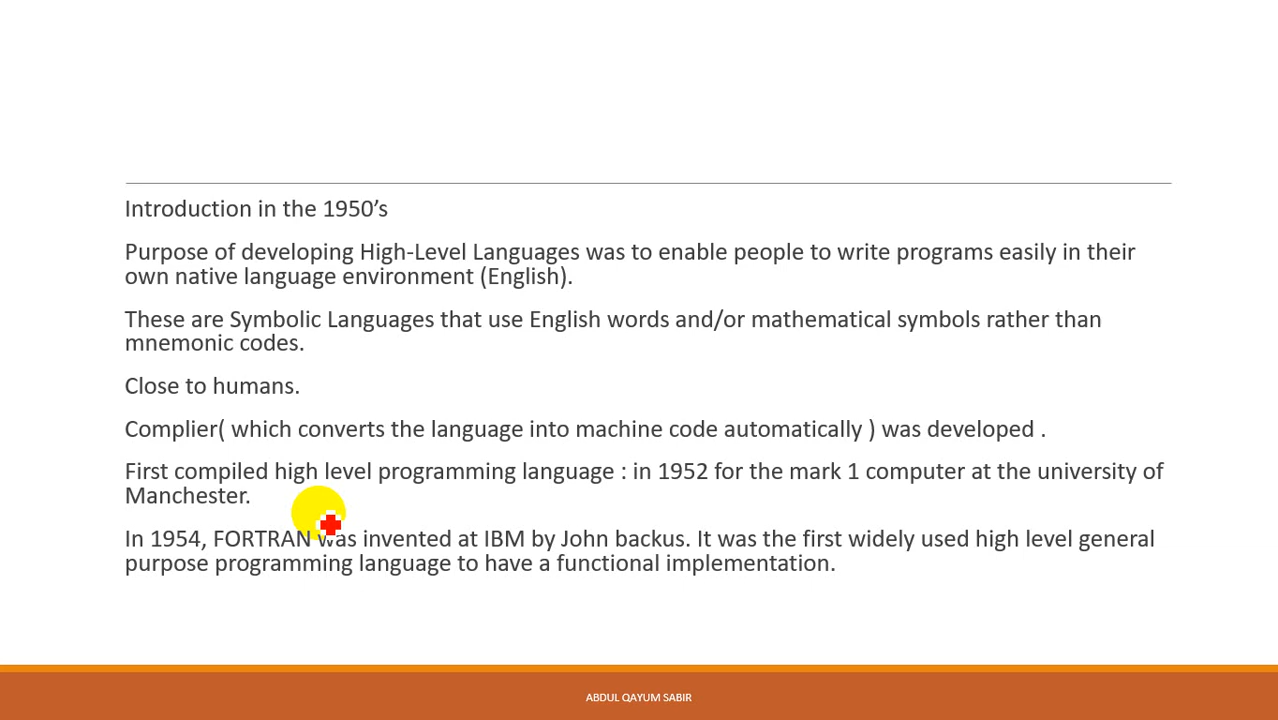 Introduction in the 1950’s
Purpose of developing High-Level Languages was to enable people to write programs easily in their
own native language environment (English).
These are Symbolic Languages that use English words and/or mathematical symbols rather than
mnemonic codes.
Close to humans.
Complier( which converts the language into machine code automatically ) was developed .
First compiled high level programming language : in 1952 for the mark 1 computer at the university of
Manchester.
In 1954, FORTRAN was invented at IBM by John backus. It was the first widely used high level general
purpose programming language to have a functional implementation.
ABDUL QAYUM SABIR